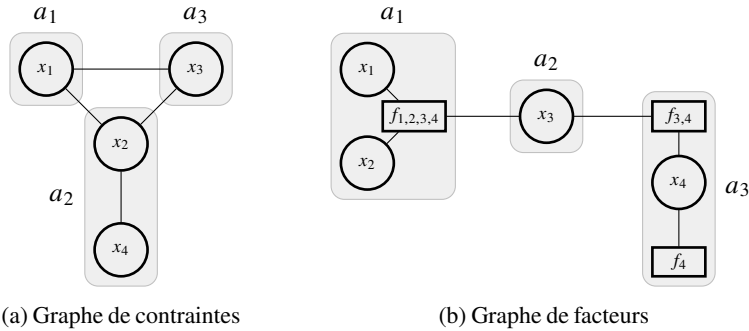 a₁ a₃
x₁ x₃
x₂
a₂
x₄
(a) Graphe de contraintes
a₁
x₁
a₂
f₁,₂,₃,₄ x₃ f₃,₄
x₂
x₄ a₃
f₄
(b) Graphe de facteurs